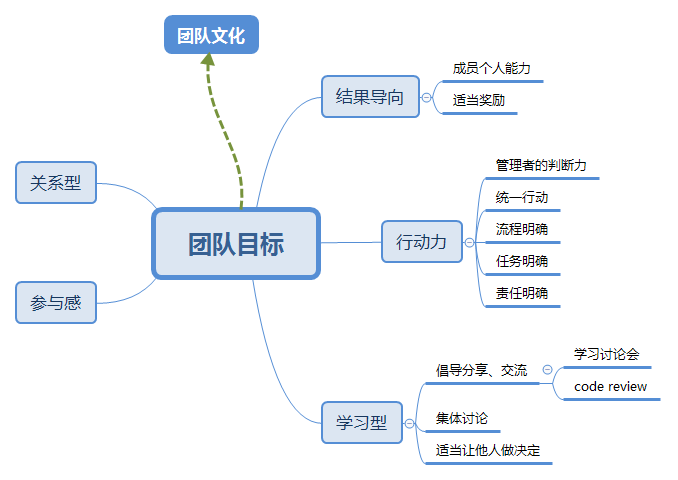 团队文化
结果导向
成员个人能力
适当奖励
关系型
团队目标
参与感
行动力
管理者的判断力
统一行动
流程明确
任务明确
责任明确
学习型
倡导分享、交流
学习讨论会
code review
集体讨论
适当让他人做决定